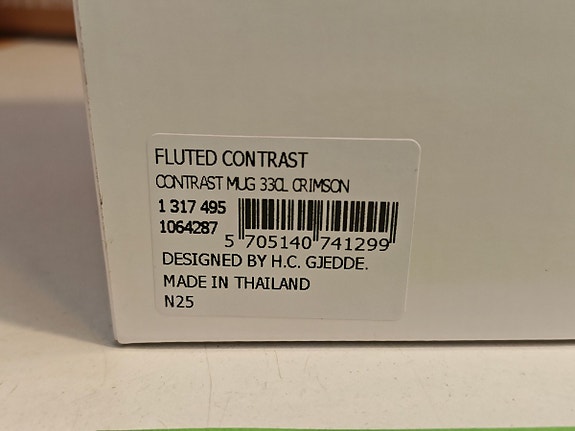 FLUTED CONTRAST
CONTRAST MUG 33CL CRIMSON
1 317 495
1064287
5 705140 741299
DESIGNED BY H.C. GJEDDE.
MADE IN THAILAND
N25